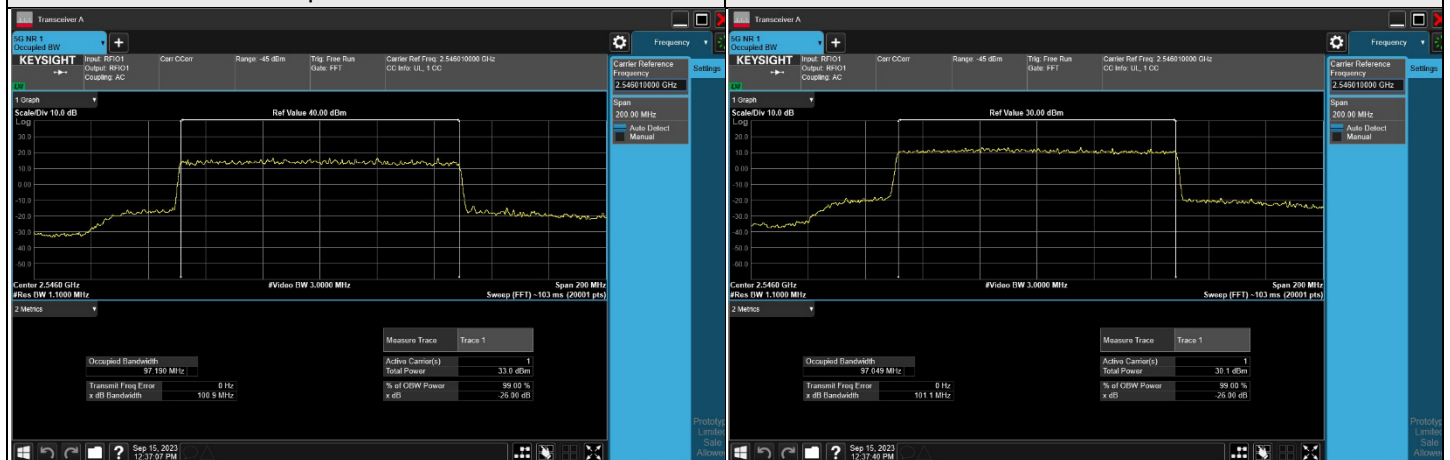 Transceiver A
5G NR 1
Occupied BW
Frequency
KEYSIGHT
Input: RFIO1
Output: RFIO1
Coupling: AC
Corr CCorr
Range: -45 dBm
Trig: Free Run
Gate: FFT
Carrier Ref Freq: 2.546010000 GHz
CC Info: UL, 1 CC
Carrier Reference Frequency
2.546010000 GHz
Settings
Span
200.00 MHz
Auto Detect
Manual
1 Graph
Scale/Div 10.0 dB
Ref Value 40.00 dBm
Log
30.0
20.0
10.0
0.00
-10.0
-20.0
-30.0
-40.0
-50.0
Center 2.5460 GHz
#Video BW 3.0000 MHz
Span 200 MHz
#Res BW 1.1000 MHz
Sweep (FFT) ~103 ms (20001 pts)
2 Metrics
Measure Trace Trace 1
Occupied Bandwidth
97.190 MHz
Active Carrier(s) 1
Total Power 33.0 dBm
Transmit Freq Error 0 Hz
x dB Bandwidth 100.9 MHz
% of OBW Power 99.00 %
x dB -26.00 dB
Sep 15, 2023
12:37:07 PM
Prototyp
Limited
Sale
Allowe
Transceiver A
5G NR 1
Occupied BW
Frequency
KEYSIGHT
Input: RFIO1
Output: RFIO1
Coupling: AC
Corr CCorr
Range: -45 dBm
Trig: Free Run
Gate: FFT
Carrier Ref Freq: 2.546010000 GHz
CC Info: UL, 1 CC
Carrier Reference Frequency
2.546010000 GHz
Settings
Span
200.00 MHz
Auto Detect
Manual
1 Graph
Scale/Div 10.0 dB
Ref Value 30.00 dBm
Log
20.0
10.0
0.00
-10.0
-20.0
-30.0
-40.0
-50.0
-60.0
Center 2.5460 GHz
#Video BW 3.0000 MHz
Span 200 MHz
#Res BW 1.1000 MHz
Sweep (FFT) ~103 ms (20001 pts)
2 Metrics
Measure Trace Trace 1
Occupied Bandwidth
97.049 MHz
Active Carrier(s) 1
Total Power 30.1 dBm
Transmit Freq Error 0 Hz
x dB Bandwidth 101.1 MHz
% of OBW Power 99.00 %
x dB -26.00 dB
Sep 15, 2023
12:37:40 PM
Prototyp
Limited
Sale
Allowe